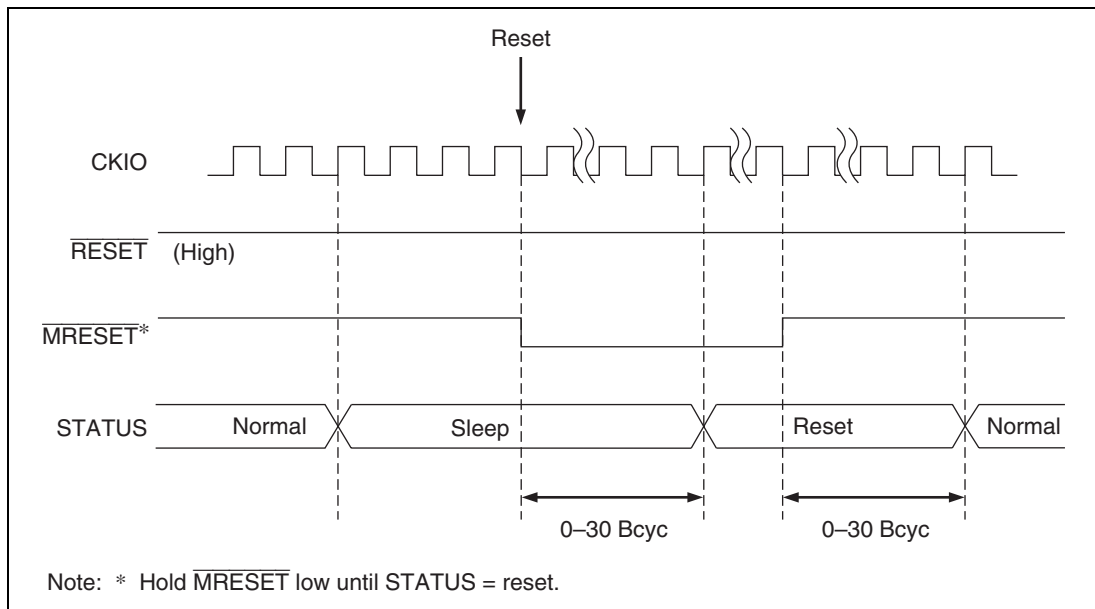 Reset
CKIO
RESET (High)
MRESET*
STATUS Normal Sleep Reset Normal
0–30 Bcyc 0–30 Bcyc
Note: * Hold MRESET low until STATUS = reset.